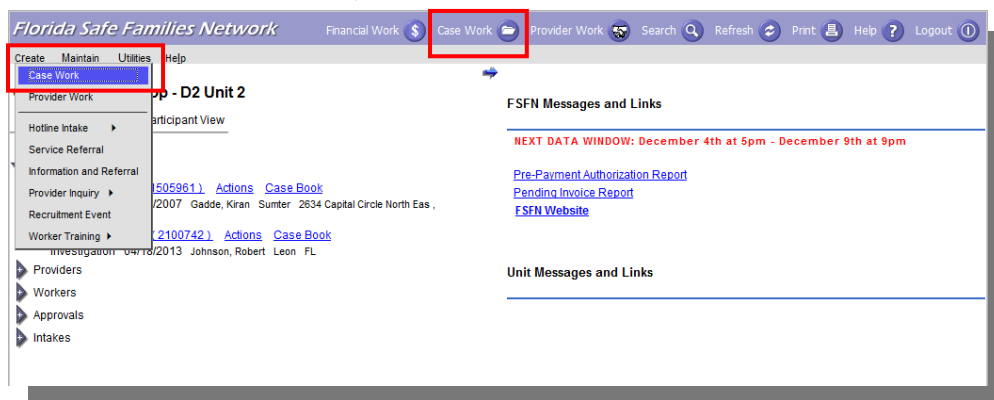 Florida Safe Families Network Financial Work Case Work Provider Work Search Refresh Print Help Logout
Create Maintain Utilities Help
Case Work
Provider Work
Hotline Intake
Service Referral
Information and Referral
Provider Inquiry
Recruitment Event
Worker Training
- D2 Unit 2
articipant View
1505961 ) Actions Case Book
/2007 Gadde, Kiran Sumter 2634 Capital Circle North Eas ,
( 2100742 ) Actions Case Book
Investigation 04/18/2013 Johnson, Robert Leon FL
Providers
Workers
Approvals
Intakes
FSFN Messages and Links
NEXT DATA WINDOW: December 4th at 5pm - December 9th at 9pm
Pre-Payment Authorization Report
Pending Invoice Report
FSFN Website
Unit Messages and Links